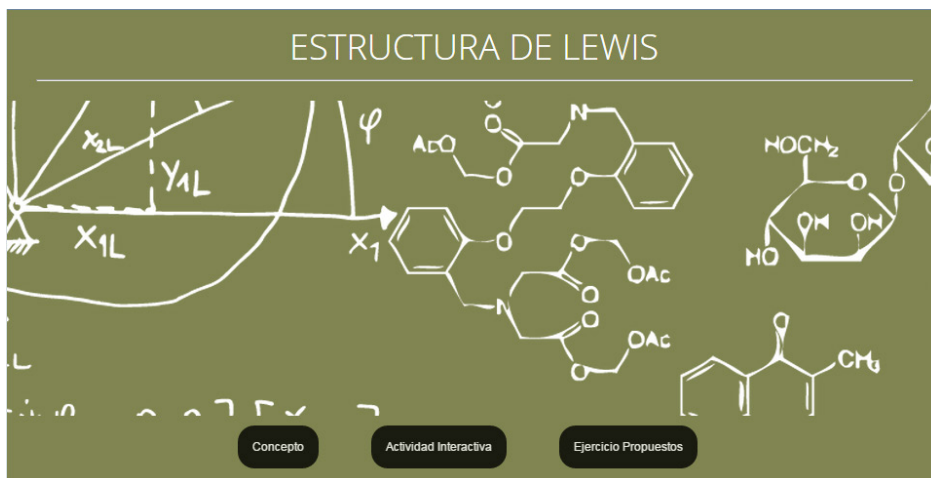 ESTRUCTURA DE LEWIS
φ
X2L
Y1L
X1L
X1
AcO
O
O
N
O
O
HOCH2
O
O
OH
OH
HO
O
OAc
O
N
O
OAc
O
O
CH3
L
Concepto
Actividad Interactiva
Ejercicio Propuestos